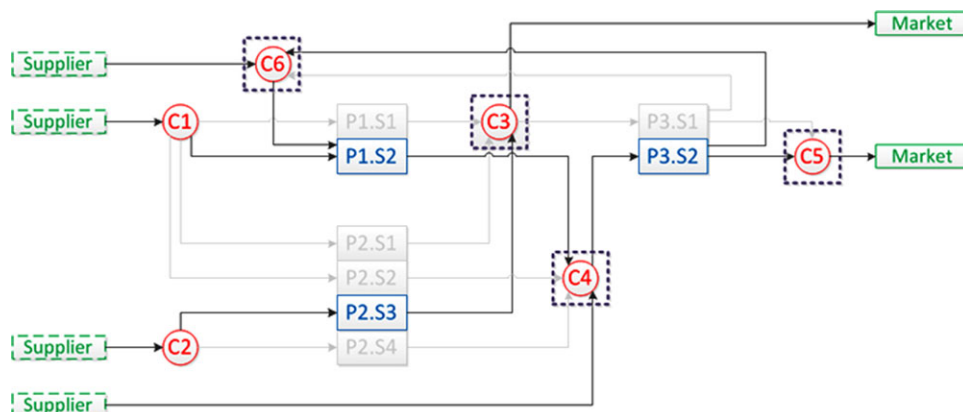 Market
Supplier
C6
Supplier
C1
P1.S1
C3
P3.S1
P1.S2
P3.S2
C5
Market
P2.S1
P2.S2
C4
P2.S3
Supplier
C2
P2.S4
Supplier